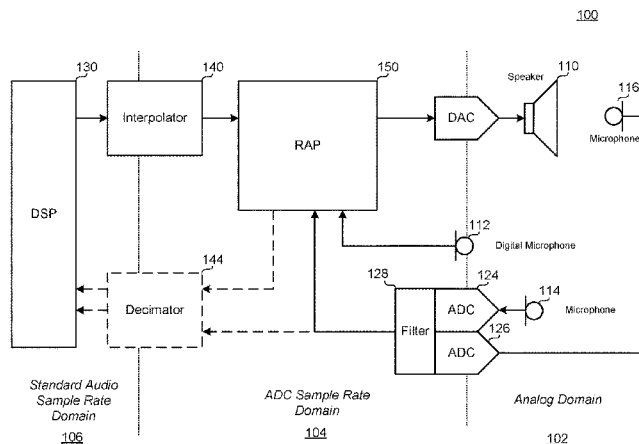 100
130
140
150
Speaker
110
116
Interpolator
RAP
DAC
Microphone
DSP
112
Digital Microphone
144
128
124
114
Decimator
Filter
ADC
Microphone
126
ADC
Standard Audio
Sample Rate
Domain
106
ADC Sample Rate
Domain
104
Analog Domain
102